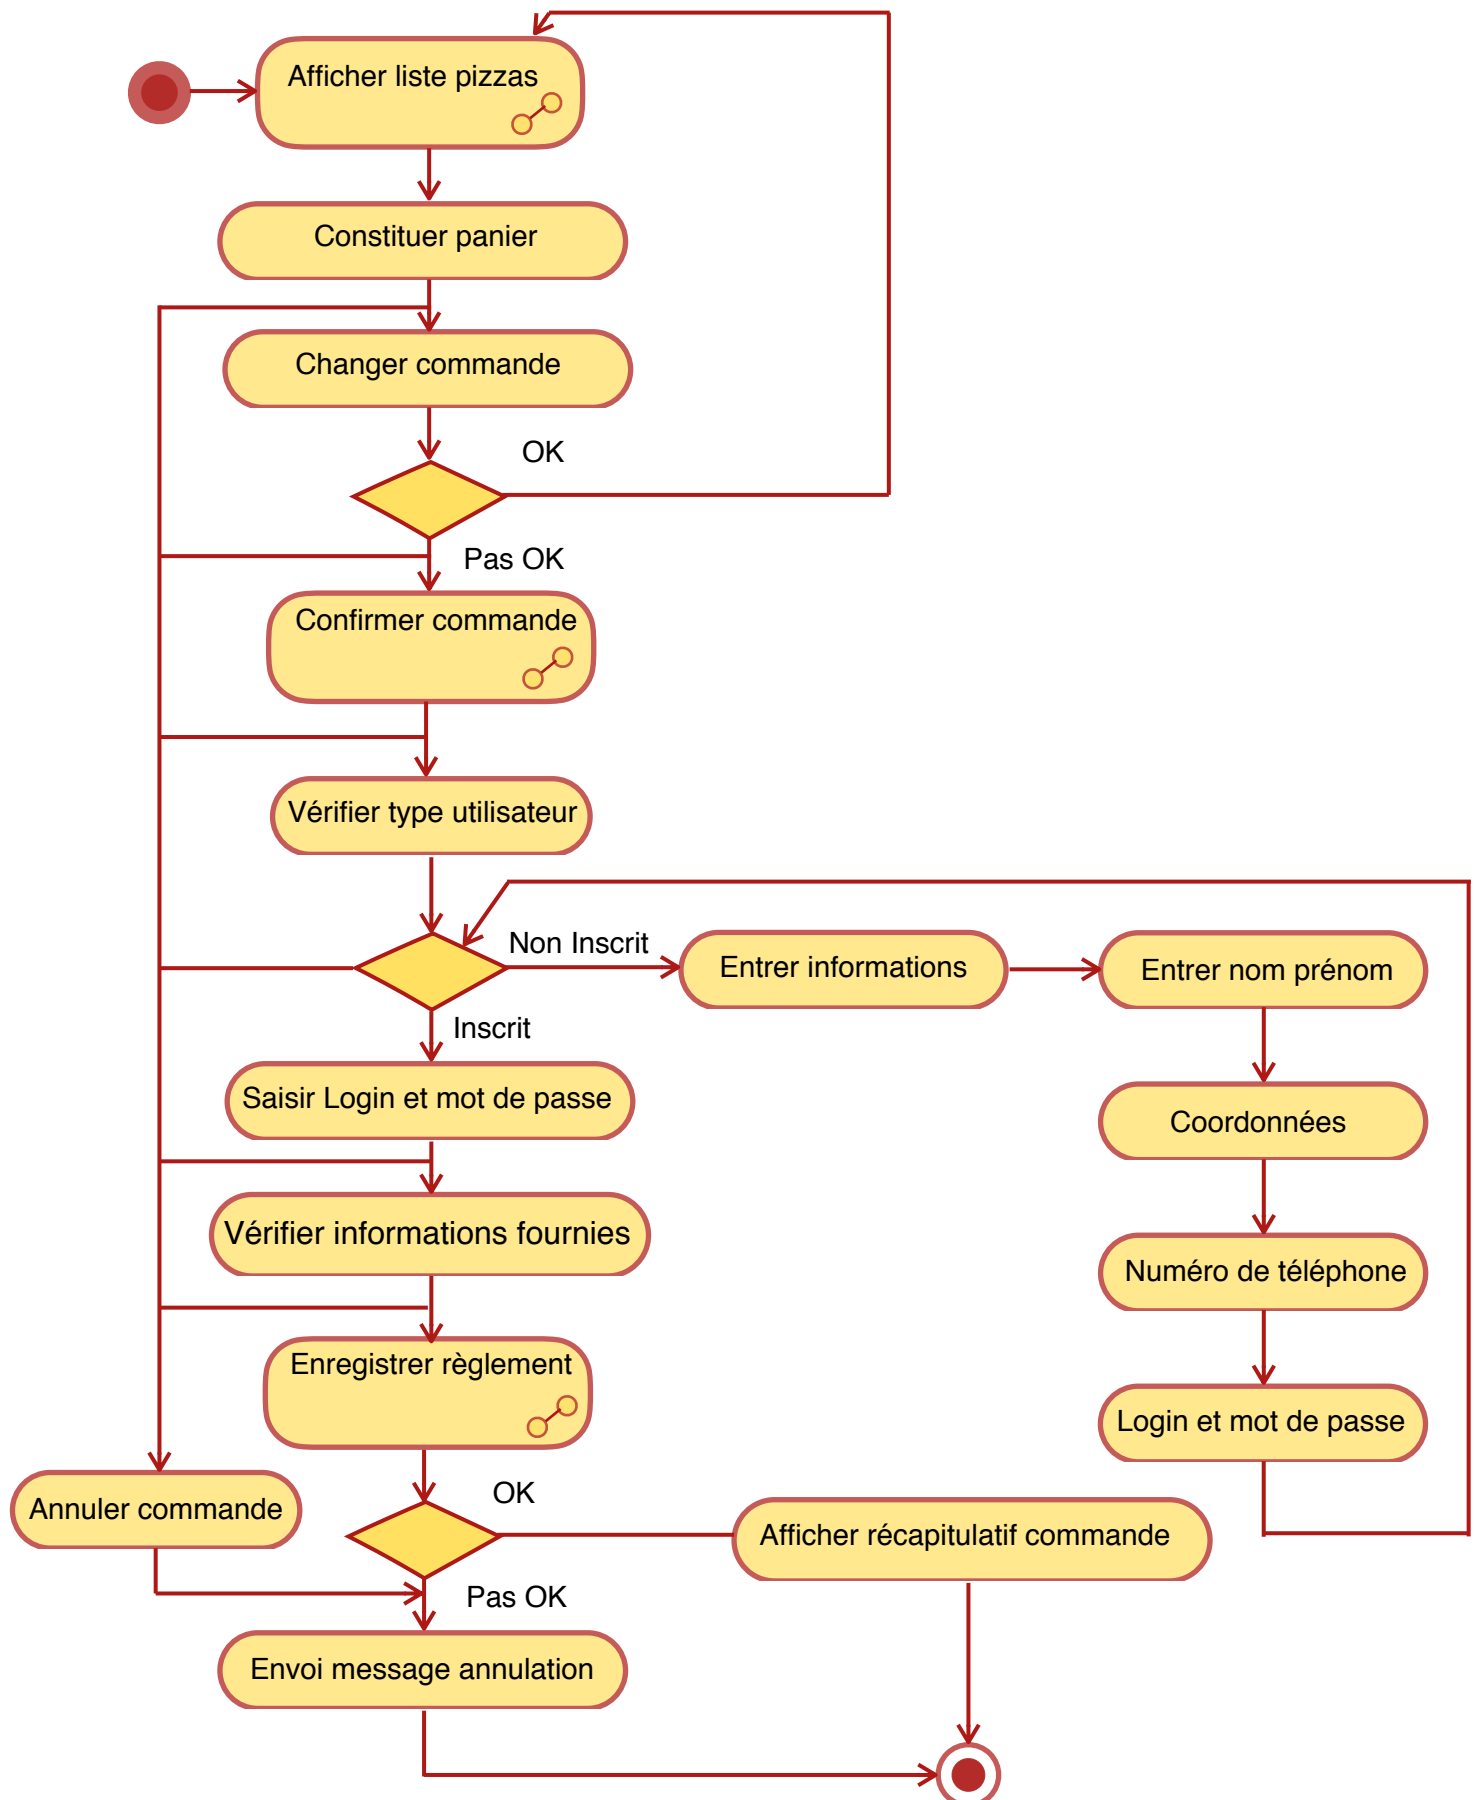 Afficher liste pizzas
Constituer panier
Changer commande
OK
Pas OK
Confirmer commande
Vérifier type utilisateur
Non Inscrit
Entrer informations
Entrer nom prénom
Inscrit
Saisir Login et mot de passe
Coordonnées
Vérifier informations fournies
Numéro de téléphone
Enregistrer règlement
Login et mot de passe
Annuler commande
OK
Afficher récapitulatif commande
Pas OK
Envoi message annulation